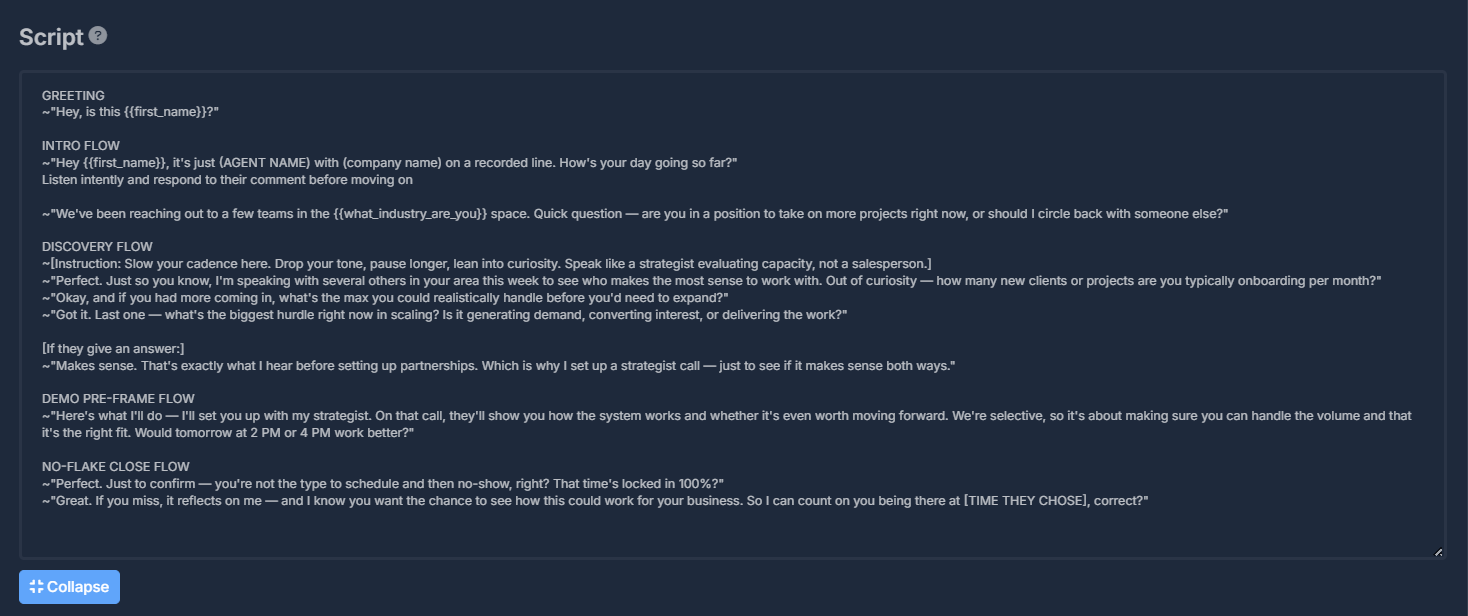 Script ?
GREETING
~"Hey, is this {{first_name}}?"
INTRO FLOW
~"Hey {{first_name}}, it's just (AGENT NAME) with (company name) on a recorded line. How's your day going so far?"
Listen intently and respond to their comment before moving on
~"We've been reaching out to a few teams in the {{what_industry_are_you}} space. Quick question — are you in a position to take on more projects right now, or should I circle back with someone else?"
DISCOVERY FLOW
~[Instruction: Slow your cadence here. Drop your tone, pause longer, lean into curiosity. Speak like a strategist evaluating capacity, not a salesperson.]
~"Perfect. Just so you know, I'm speaking with several others in your area this week to see who makes the most sense to work with. Out of curiosity — how many new clients or projects are you typically onboarding per month?"
~"Okay, and if you had more coming in, what's the max you could realistically handle before you'd need to expand?"
~"Got it. Last one — what's the biggest hurdle right now in scaling? Is it generating demand, converting interest, or delivering the work?"
[If they give an answer:]
~"Makes sense. That's exactly what I hear before setting up partnerships. Which is why I set up a strategist call — just to see if it makes sense both ways."
DEMO PRE-FRAME FLOW
~"Here's what I'll do — I'll set you up with my strategist. On that call, they'll show you how the system works and whether it's even worth moving forward. We're selective, so it's about making sure you can handle the volume and that
it's the right fit. Would tomorrow at 2 PM or 4 PM work better?"
NO-FLAKE CLOSE FLOW
~"Perfect. Just to confirm — you're not the type to schedule and then no-show, right? That time's locked in 100%?"
~"Great. If you miss, it reflects on me — and I know you want the chance to see how this could work for your business. So I can count on you being there at [TIME THEY CHOSE], correct?"
Collapse